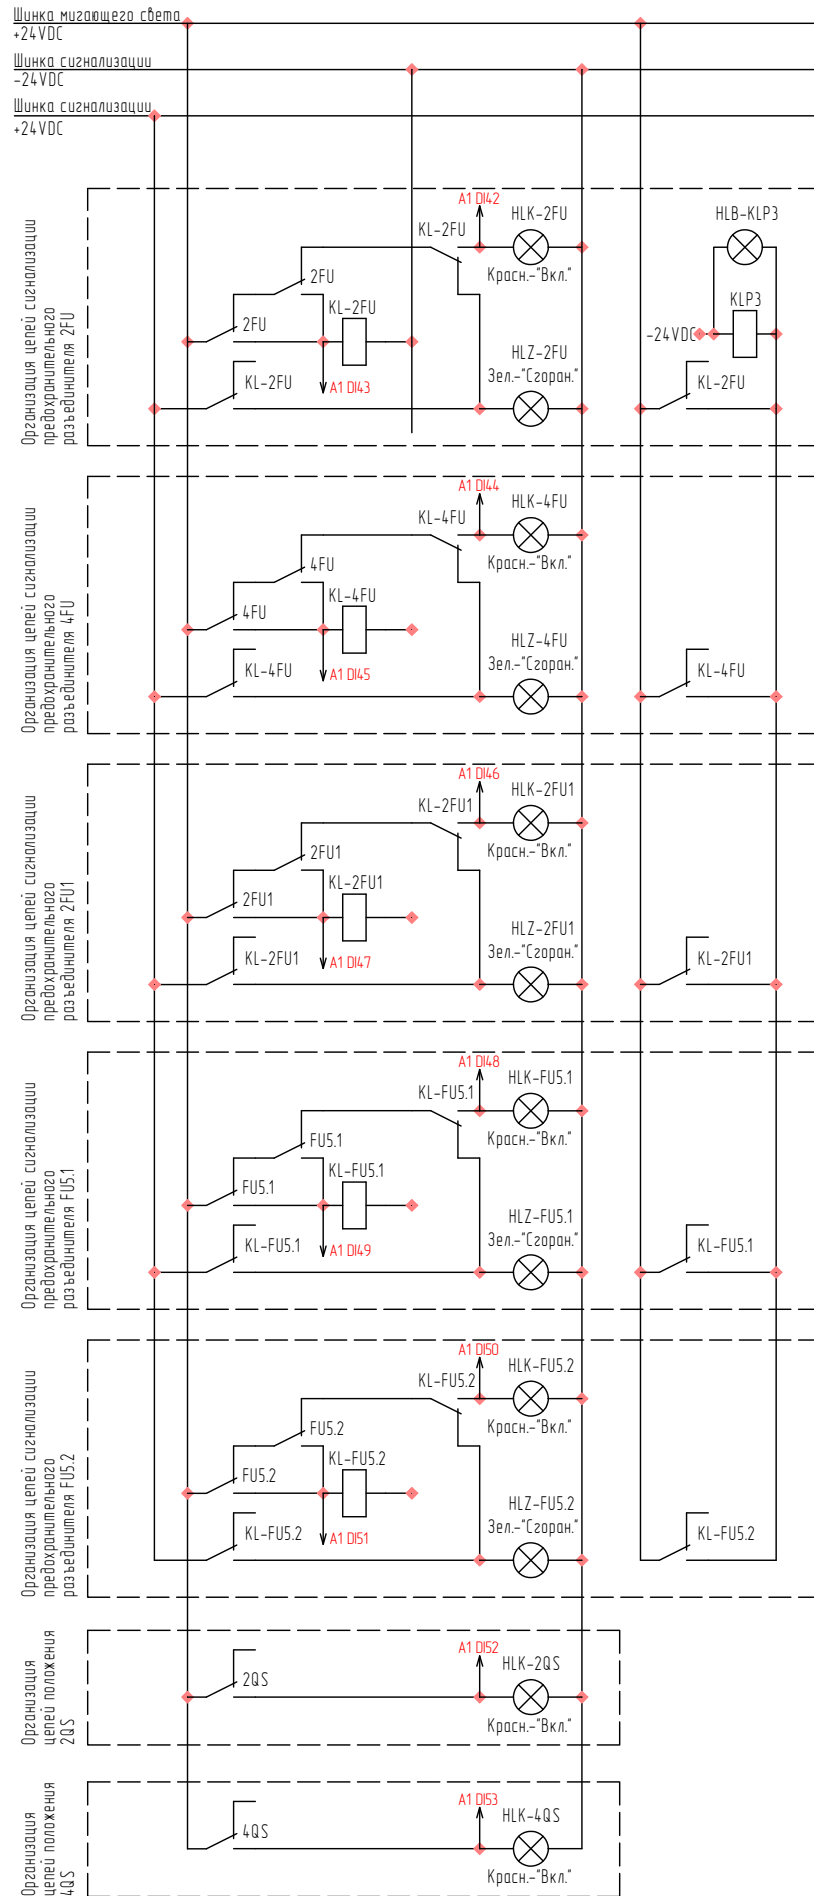 Шинка мигающего света
+24VDC
Шинка сигнализации
-24VDC
Шинка сигнализации
+24VDC
Организация цепей сигнализации
предохранительного
разъединителя 2FU
A1 DI42
HLK-2FU
KL-2FU
Красн.-"Вкл."
2FU
KL-2FU
2FU
A1 DI43
KL-2FU
HLZ-2FU
Зел.-"Сгоран."
HLB-KLP3
KLP3
-24VDC
KL-2FU
Организация цепей сигнализации
предохранительного
разъединителя 4FU
A1 DI44
HLK-4FU
KL-4FU
Красн.-"Вкл."
4FU
KL-4FU
4FU
A1 DI45
KL-4FU
HLZ-4FU
Зел.-"Сгоран."
KL-4FU
Организация цепей сигнализации
предохранительного
разъединителя 2FU1
A1 DI46
HLK-2FU1
KL-2FU1
Красн.-"Вкл."
2FU1
KL-2FU1
2FU1
A1 DI47
KL-2FU1
HLZ-2FU1
Зел.-"Сгоран."
KL-2FU1
Организация цепей сигнализации
предохранительного
разъединителя FU5.1
A1 DI48
HLK-FU5.1
KL-FU5.1
Красн.-"Вкл."
FU5.1
KL-FU5.1
FU5.1
A1 DI49
KL-FU5.1
HLZ-FU5.1
Зел.-"Сгоран."
KL-FU5.1
Организация цепей сигнализации
предохранительного
разъединителя FU5.2
A1 DI50
HLK-FU5.2
KL-FU5.2
Красн.-"Вкл."
FU5.2
KL-FU5.2
FU5.2
A1 DI51
KL-FU5.2
HLZ-FU5.2
Зел.-"Сгоран."
KL-FU5.2
Организация
цепей положения
2QS
A1 DI52
HLK-2QS
2QS
Красн.-"Вкл."
Организация
цепей положения
4QS
A1 DI53
HLK-4QS
4QS
Красн.-"Вкл."